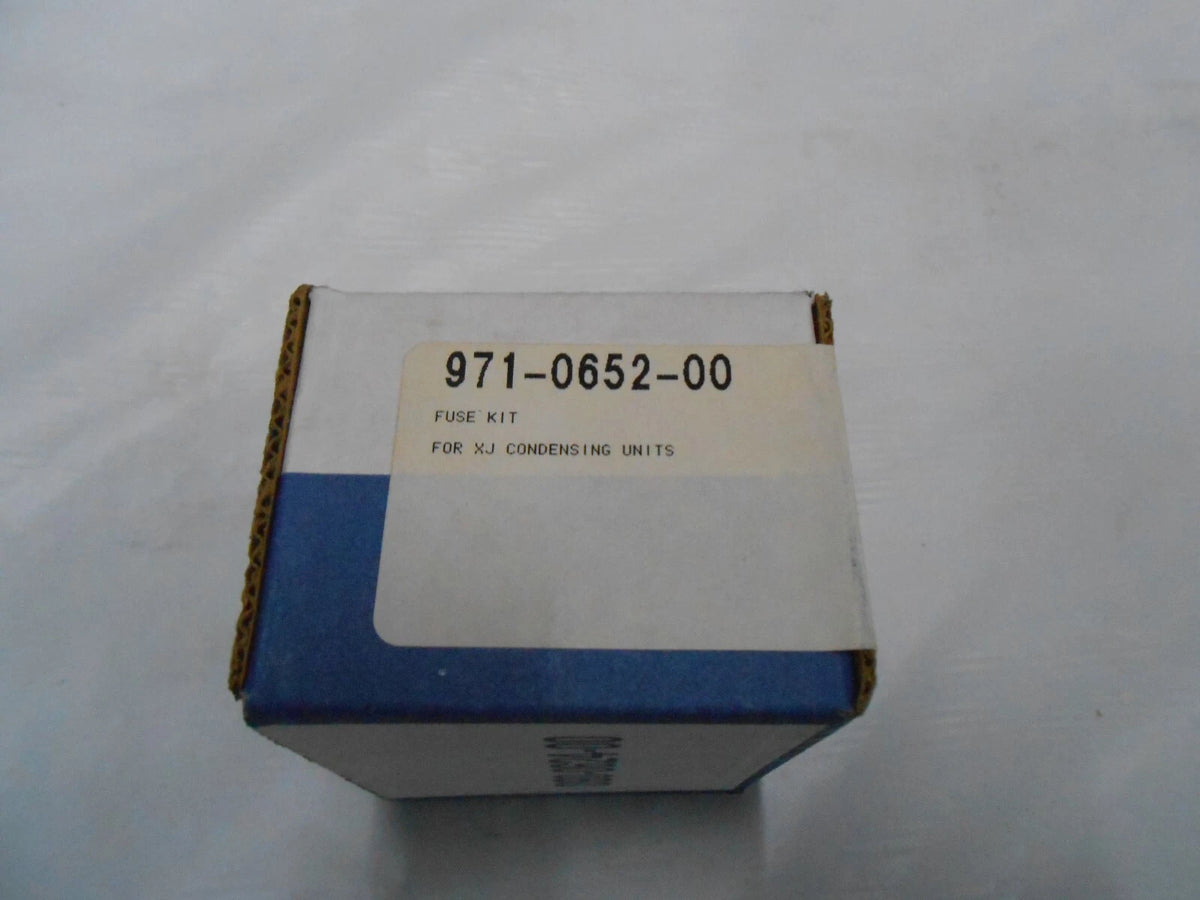 971-0652-00
FUSE KIT
FOR XJ CONDENSING UNITS